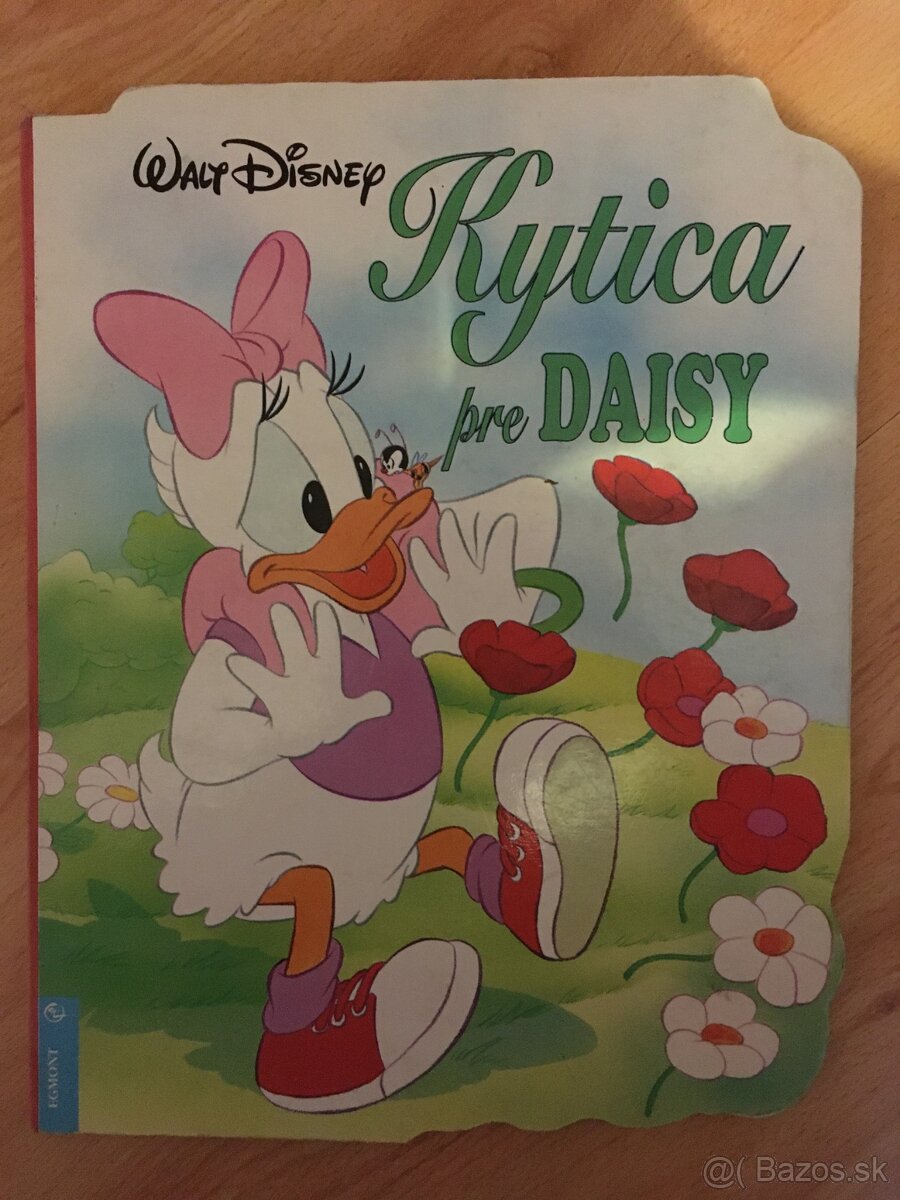 WALT DISNEY
Kytica
pre DAISY
EGMONT
@( Bazos.sk